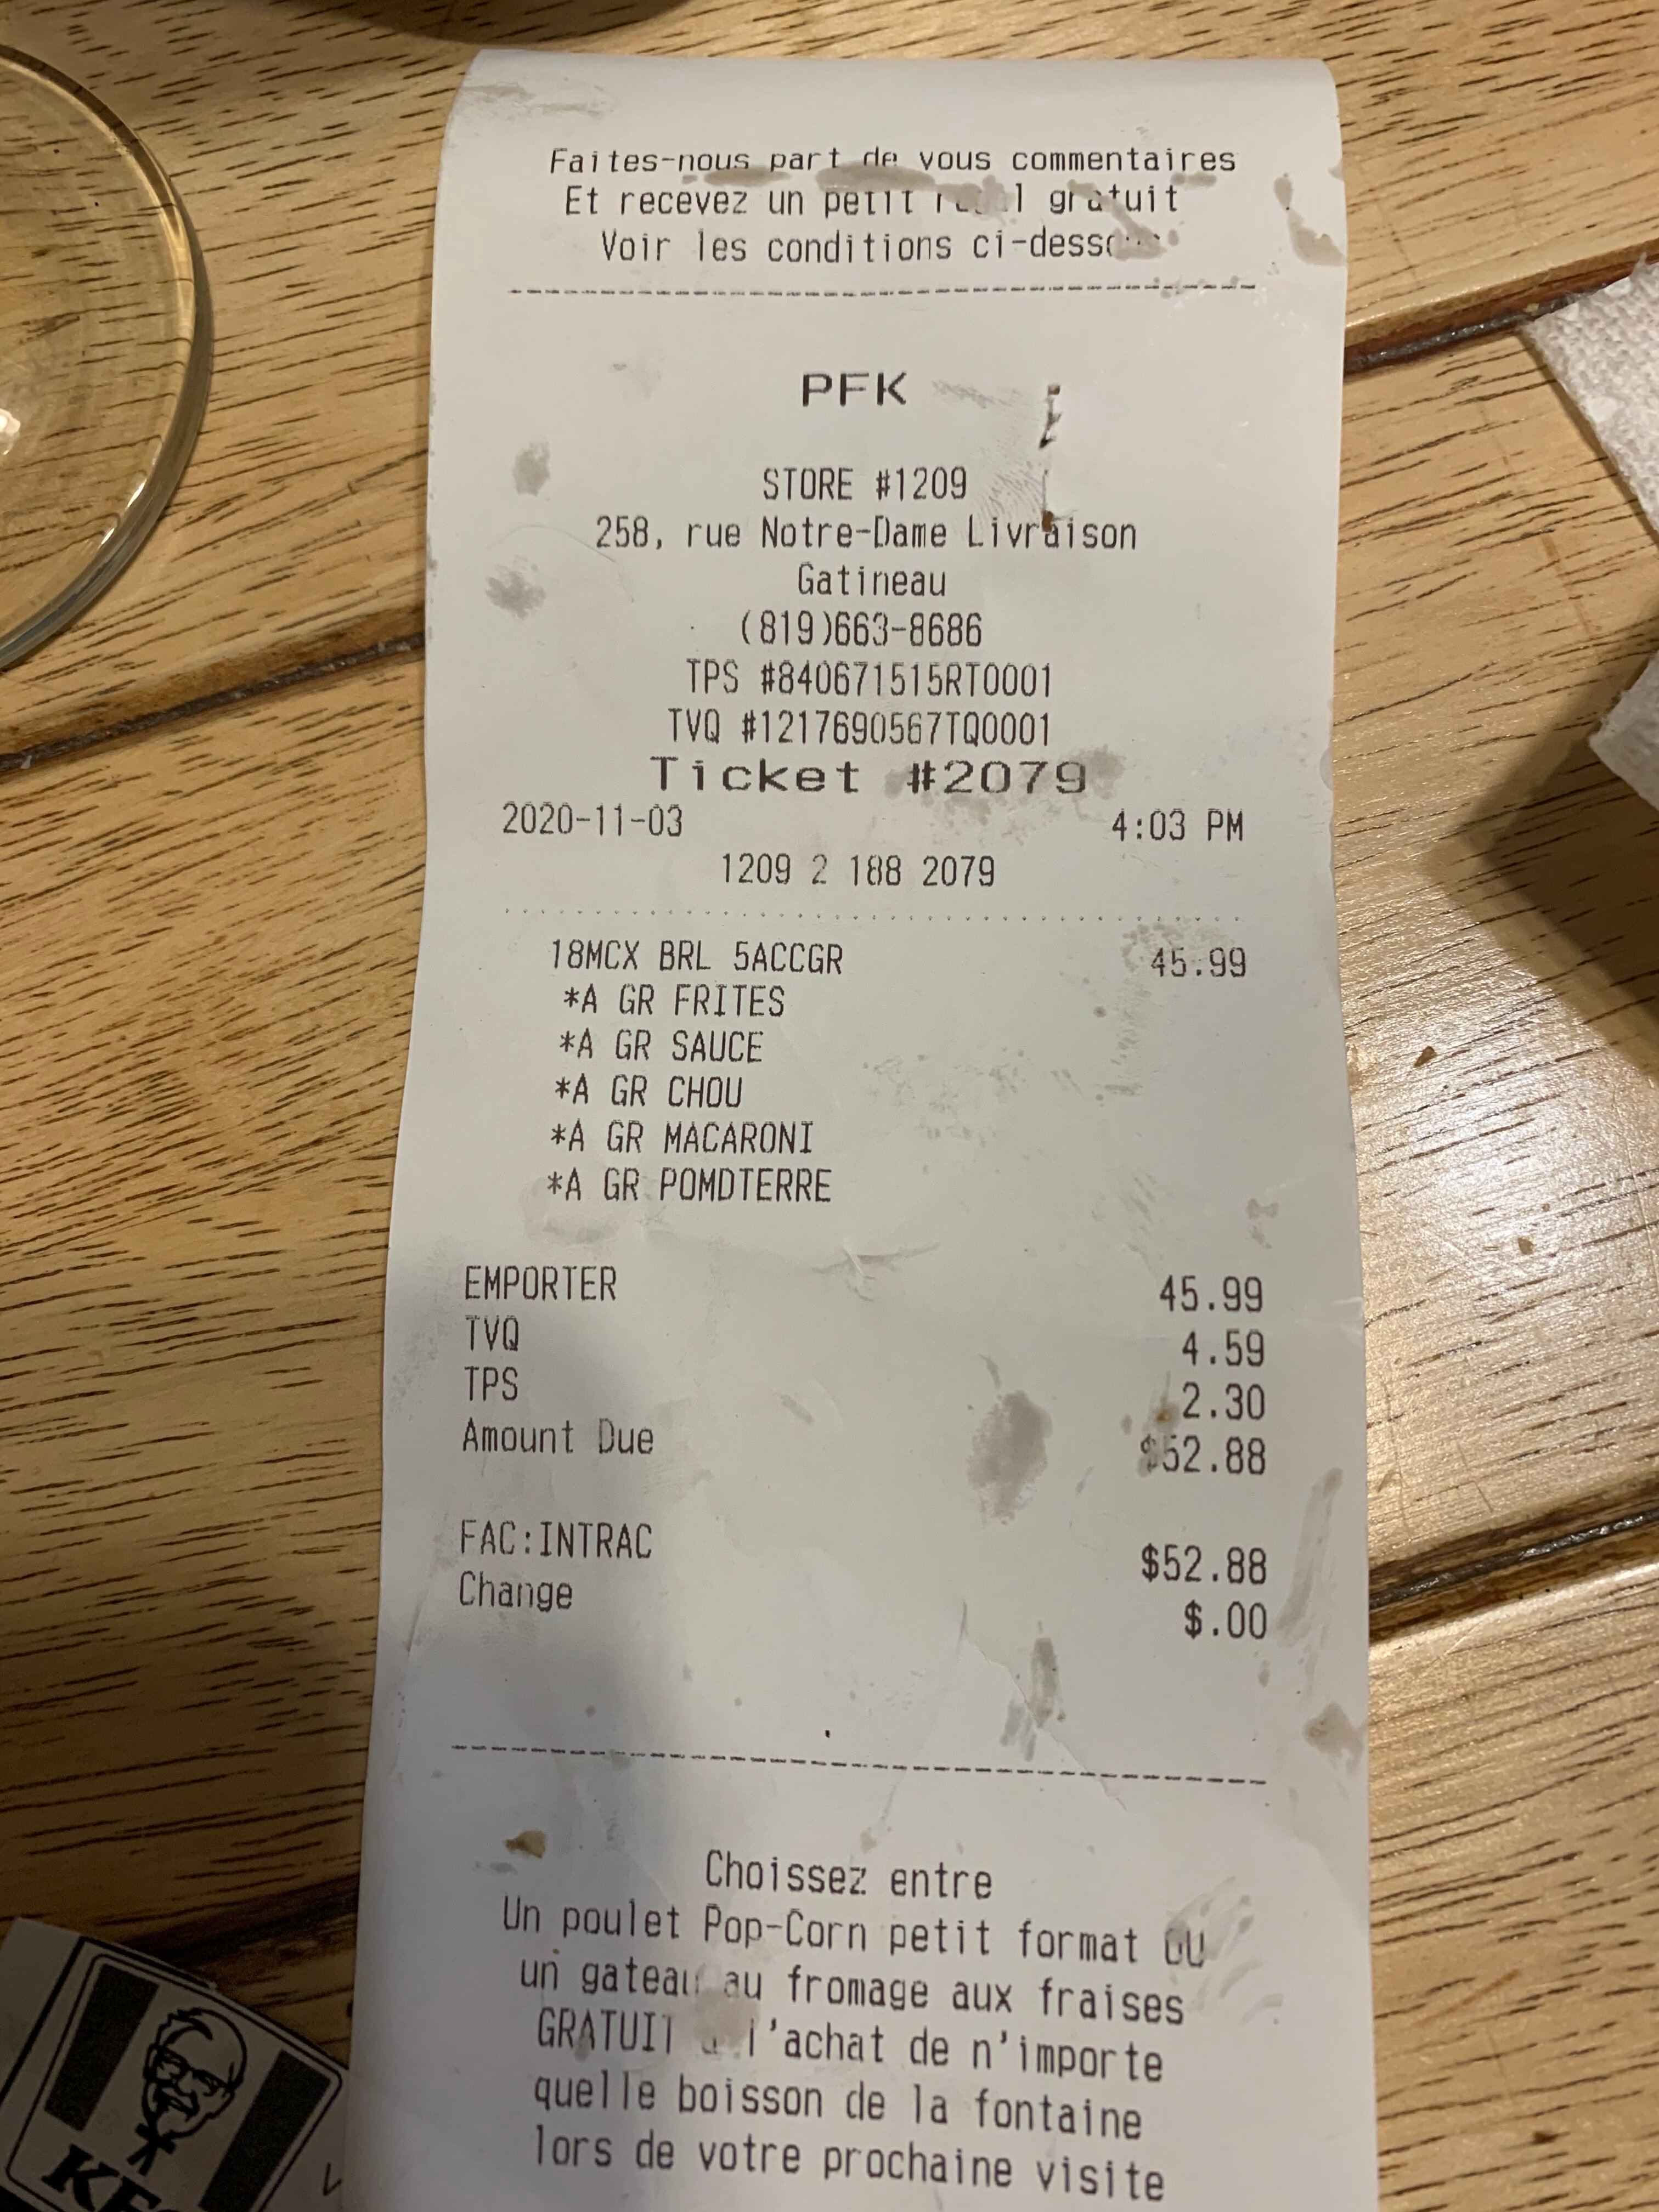 Faites-nous part de vous commentaires
Et recevez un petit gratuit
Voir les conditions
PFK
STORE #1209
258, rue Notre-Dame Livraison
Gatineau
(819)663-8686
TPS #840671515RT0001
TVQ #1217690567TQ0001
Ticket #2079
2020-11-03 4:03 PM
1209 2 188 2079
18MCX BRL 5ACCGR 45.99
*A GR FRITES
*A GR SAUCE
*A GR CHOU
*A GR MACARONI
*A GR POMDTERRE
EMPORTER 45.99
TVQ 4.59
TPS 2.30
Amount Due $52.88
FAC:INTRAC $52.88
Change $.00
Choissez entre
Un poulet Pop-Corn petit format OU
un gateau au fromage aux fraises
GRATUIT l'achat de n'importe
quelle boisson de la fontaine
lors de votre prochaine visite
KFC